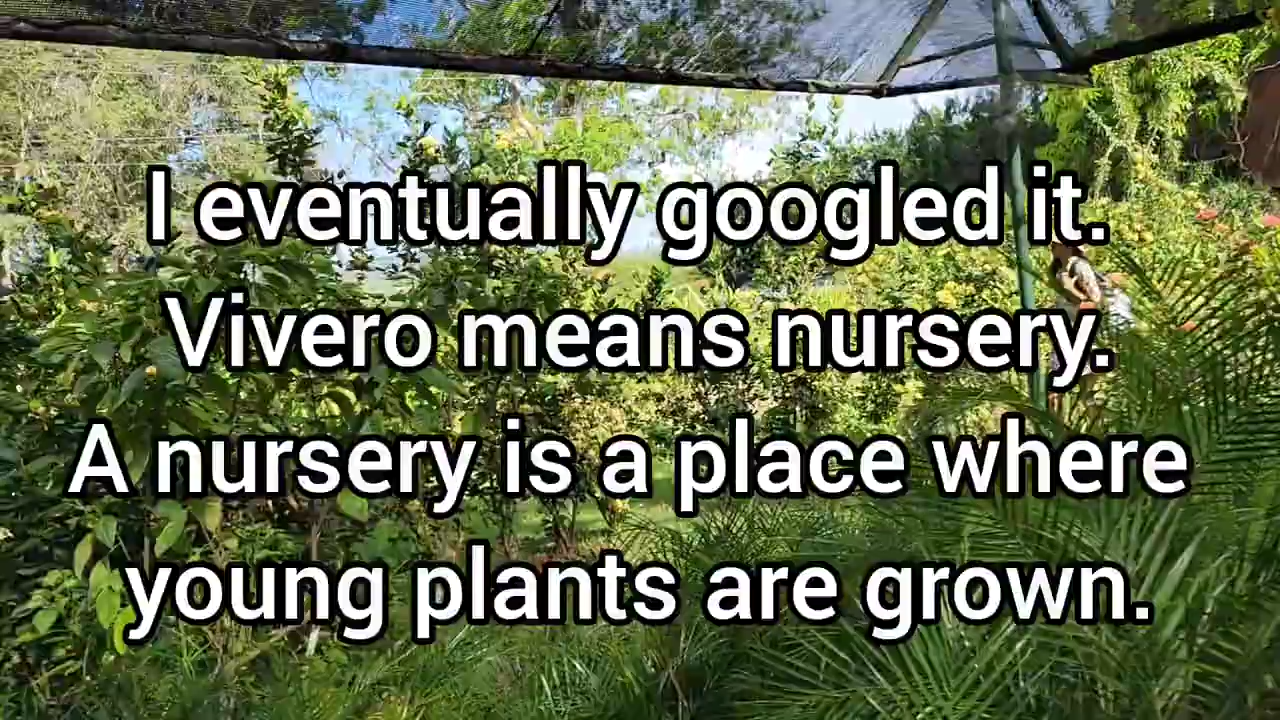 I eventually googled it.
Vivero means nursery.
A nursery is a place where
young plants are grown.